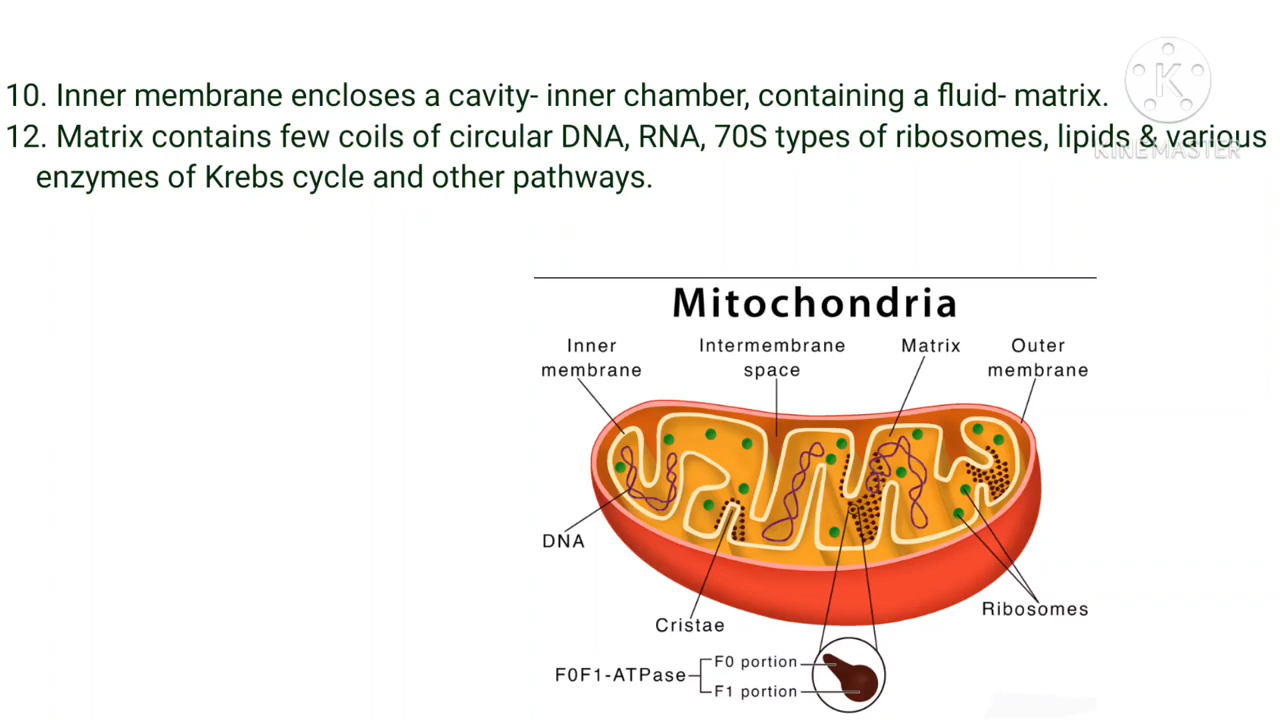 10. Inner membrane encloses a cavity- inner chamber, containing a fluid- matrix.
12. Matrix contains few coils of circular DNA, RNA, 70S types of ribosomes, lipids & various
enzymes of Krebs cycle and other pathways.
K
KINEMASTER
Mitochondria
Inner
membrane
Intermembrane
space
Matrix
Outer
membrane
DNA
Ribosomes
Cristae
F0F1-ATPase
F0 portion
F1 portion